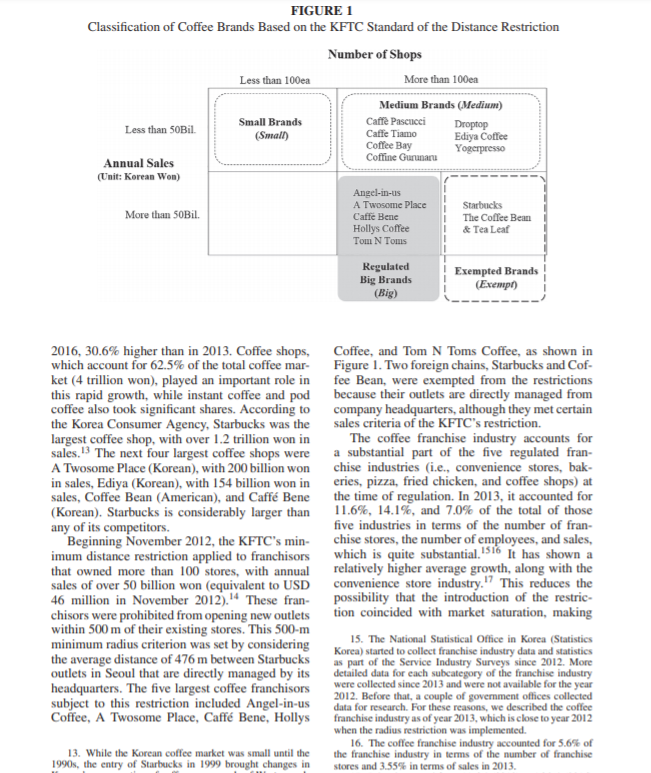 FIGURE 1
Classification of Coffee Brands Based on the KFTC Standard of the Distance Restriction
Number of Shops
Less than 100ea
More than 100ea
Less than 50Bil.
Annual Sales
(Unit: Korean Won)
More than 50Bil.
Small Brands
(Small)
Medium Brands (Medium)
Caffè Pascucci
Caffe Tiamo
Coffee Bay
Coffine Gurunaru
Droptop
Ediya Coffee
Yogerpresso
Angel-in-us
A Twosome Place
Caffè Bene
Hollys Coffee
Tom N Toms
Starbucks
The Coffee Bean
& Tea Leaf
Regulated
Big Brands
(Big)
Exempted Brands
(Exempt)
2016, 30.6% higher than in 2013. Coffee shops,
which account for 62.5% of the total coffee mar-
ket (4 trillion won), played an important role in
this rapid growth, while instant coffee and pod
coffee also took significant shares. According to
the Korea Consumer Agency, Starbucks was the
largest coffee shop, with over 1.2 trillion won in
sales.13 The next four largest coffee shops were
A Twosome Place (Korean), with 200 billion won
in sales, Ediya (Korean), with 154 billion won in
sales, Coffee Bean (American), and Caffé Bene
(Korean). Starbucks is considerably larger than
any of its competitors.
Beginning November 2012, the KFTC's min-
imum distance restriction applied to franchisors
that owned more than 100 stores, with annual
sales of over 50 billion won (equivalent to USD
46 million in November 2012).14 These fran-
chisors were prohibited from opening new outlets
within 500 m of their existing stores. This 500-m
minimum radius criterion was set by considering
the average distance of 476 m between Starbucks
outlets in Seoul that are directly managed by its
headquarters. The five largest coffee franchisors
subject to this restriction included Angel-in-us
Coffee, A Twosome Place, Caffé Bene, Hollys
13. While the Korean coffee market was small until the
1990s, the entry of Starbucks in 1999 brought changes in
Coffee, and Tom N Toms Coffee, as shown in
Figure 1. Two foreign chains, Starbucks and Cof-
fee Bean, were exempted from the restrictions
because their outlets are directly managed from
company headquarters, although they met certain
sales criteria of the KFTC's restriction.
The coffee franchise industry accounts for
a substantial part of the five regulated fran-
chise industries (i.e., convenience stores, bak-
eries, pizza, fried chicken, and coffee shops) at
the time of regulation. In 2013, it accounted for
11.6%, 14.1%, and 7.0% of the total of those
five industries in terms of the number of fran-
chise stores, the number of employees, and sales,
which is quite substantial.1516 It has shown a
relatively higher average growth, along with the
convenience store industry.17 This reduces the
possibility that the introduction of the restric-
tion coincided with market saturation, making
15. The National Statistical Office in Korea (Statistics
Korea) started to collect franchise industry data and statistics
as part of the Service Industry Surveys since 2012. More
detailed data for each subcategory of the franchise industry
were collected since 2013 and were not available for the year
2012. Before that, a couple of government offices collected
data for research. For these reasons, we described the coffee
franchise industry as of year 2013, which is close to year 2012
when the radius restriction was implemented.
16. The coffee franchise industry accounted for 5.6% of
the franchise industry in terms of the number of franchise
stores and 3.55% in terms of sales in 2013.